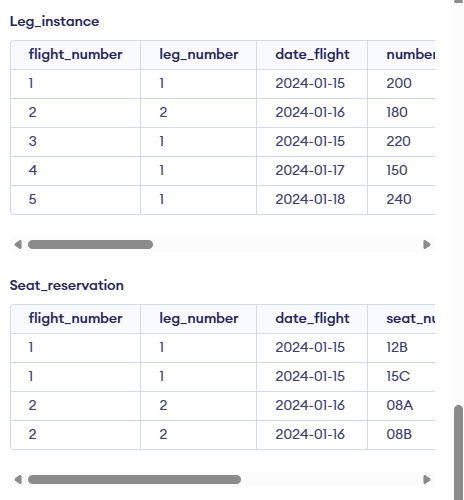 Leg_instance
flight_number leg_number date_flight number
1 1 2024-01-15 200
2 2 2024-01-16 180
3 1 2024-01-15 220
4 1 2024-01-17 150
5 1 2024-01-18 240
Seat_reservation
flight_number leg_number date_flight seat_nu
1 1 2024-01-15 12B
1 1 2024-01-15 15C
2 2 2024-01-16 08A
2 2 2024-01-16 08B